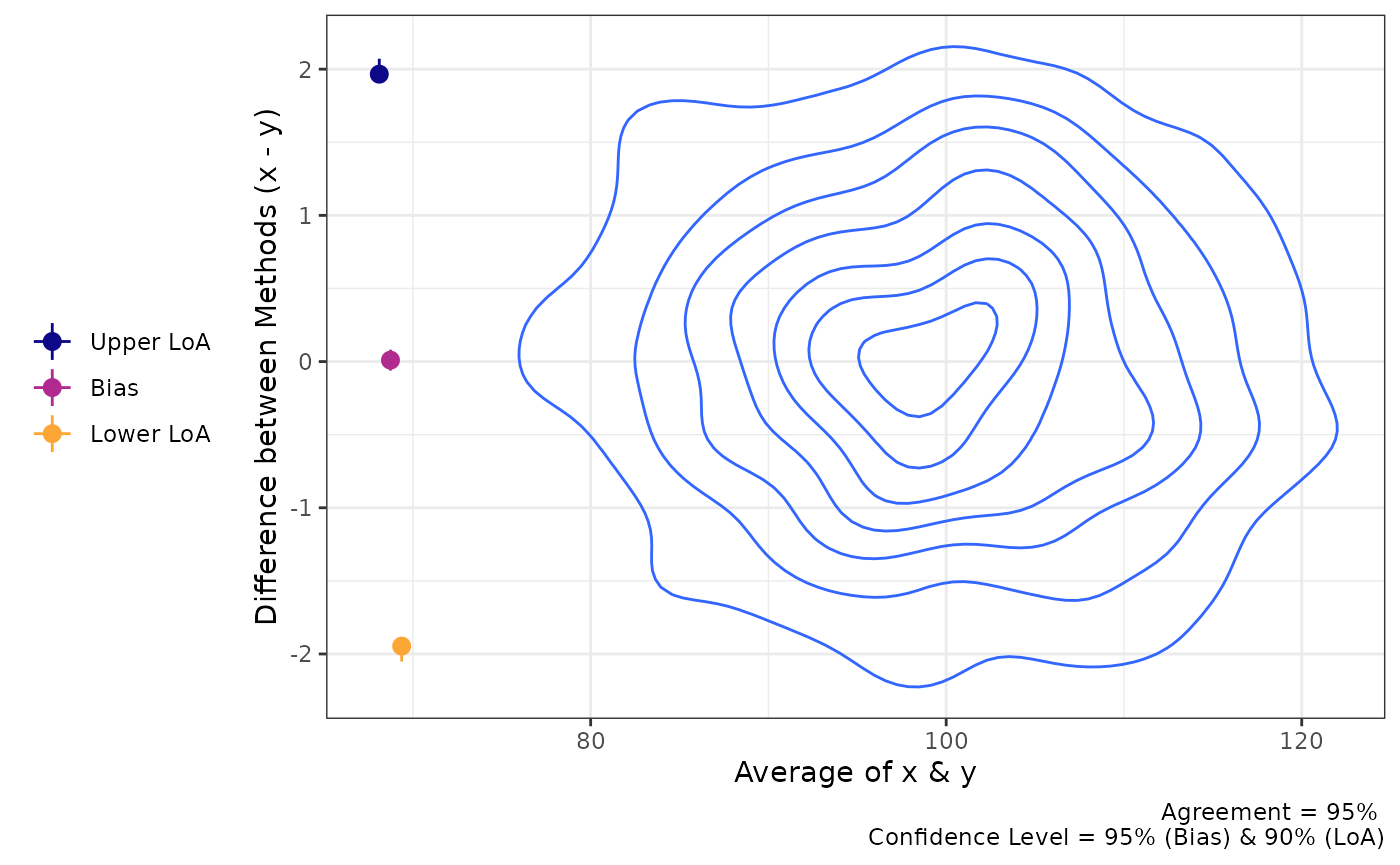 Upper LoA
Bias
Lower LoA
Difference between Methods (x - y)
2
1
0
-1
-2
80
100
120
Average of x & y
Agreement = 95%
Confidence Level = 95% (Bias) & 90% (LoA)